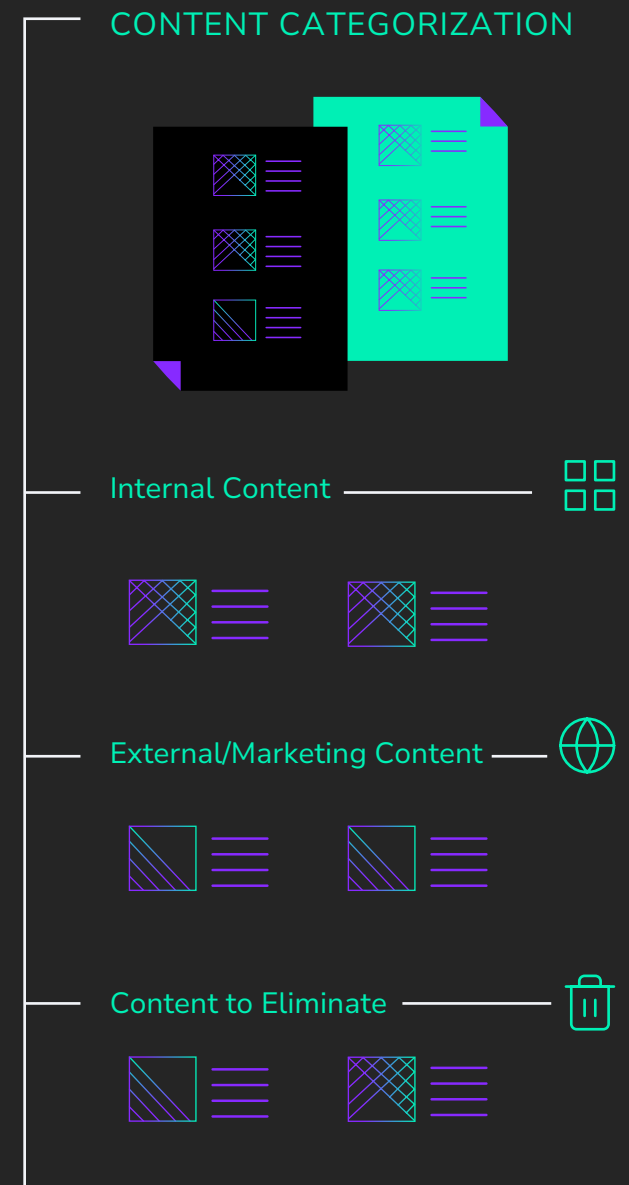 CONTENT CATEGORIZATION
Internal Content
External/Marketing Content
Content to Eliminate